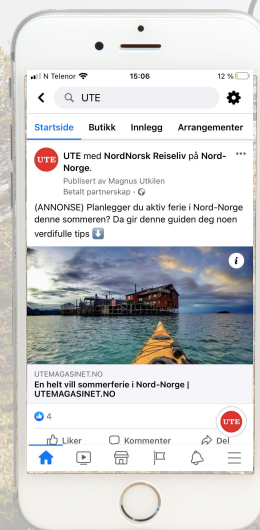 N Telenor 15:06 12 %
UTE
Startside Butikk Innlegg Arrangementer
UTE
UTE med NordNorsk Reiseliv på Nord-
Norge.
Publisert av Magnus Utkilen
Betalt partnerskap ·
(ANNONSE) Planlegger du aktiv ferie i Nord-Norge
denne sommeren? Da gir denne guiden deg noen
verdifulle tips ⬇️
i
UTEMAGASINET.NO
En helt vill sommerferie i Nord-Norge |
UTEMAGASINET.NO
4
UTE
Liker Kommenter Del